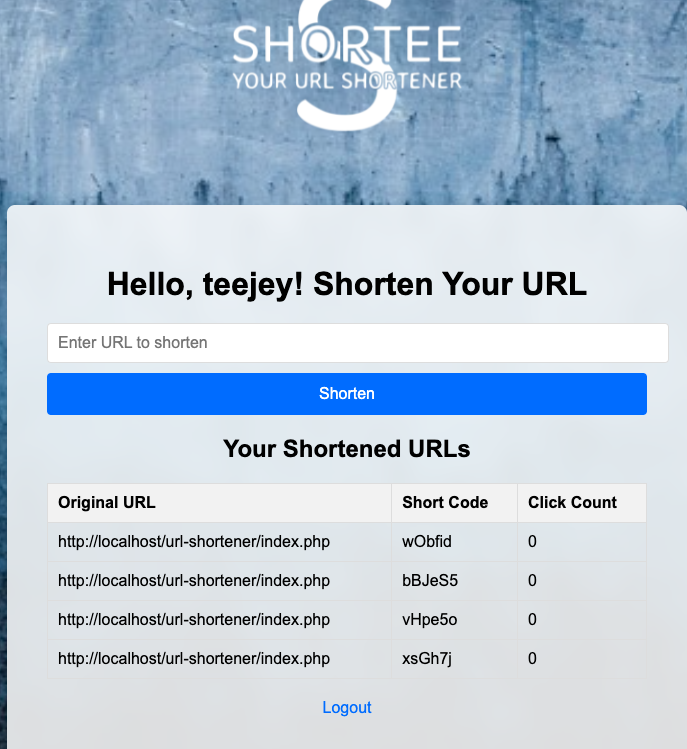 SHORTEE
YOUR URL SHORTENER
Hello, teejey! Shorten Your URL
Enter URL to shorten
Shorten
Your Shortened URLs
Original URL Short Code Click Count
http://localhost/url-shortener/index.php wObfid 0
http://localhost/url-shortener/index.php bBJeS5 0
http://localhost/url-shortener/index.php vHpe5o 0
http://localhost/url-shortener/index.php xsGh7j 0
Logout